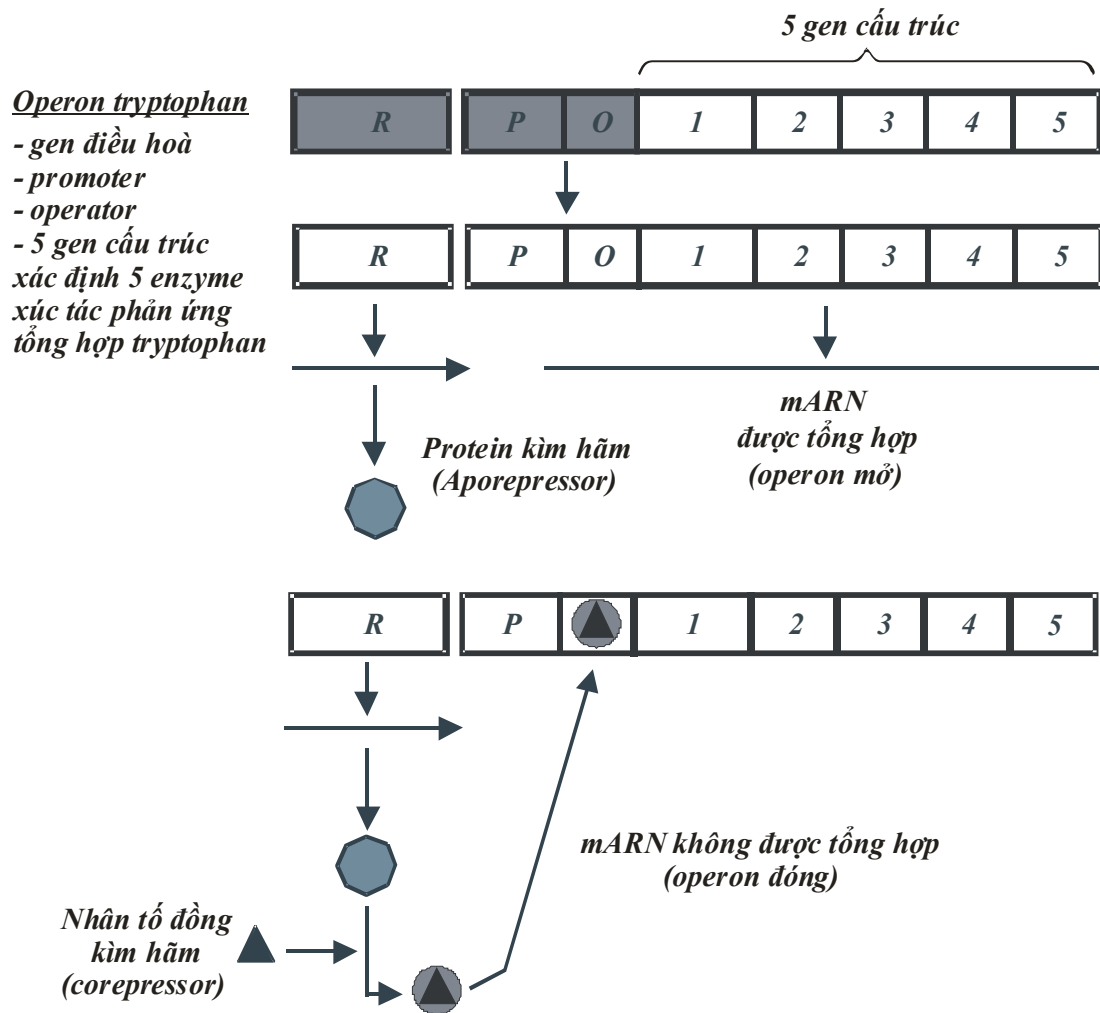 5 gen cấu trúc
Operon tryptophan
- gen điều hoà
- promoter
- operator
- 5 gen cấu trúc
xác định 5 enzyme
xúc tác phản ứng
tổng hợp tryptophan
R P O 1 2 3 4 5
R P O 1 2 3 4 5
mARN
được tổng hợp
(operon mở)
Protein kìm hãm
(Aporepressor)
R P 1 2 3 4 5
mARN không được tổng hợp
(operon đóng)
Nhân tố đồng
kìm hãm
(corepressor)